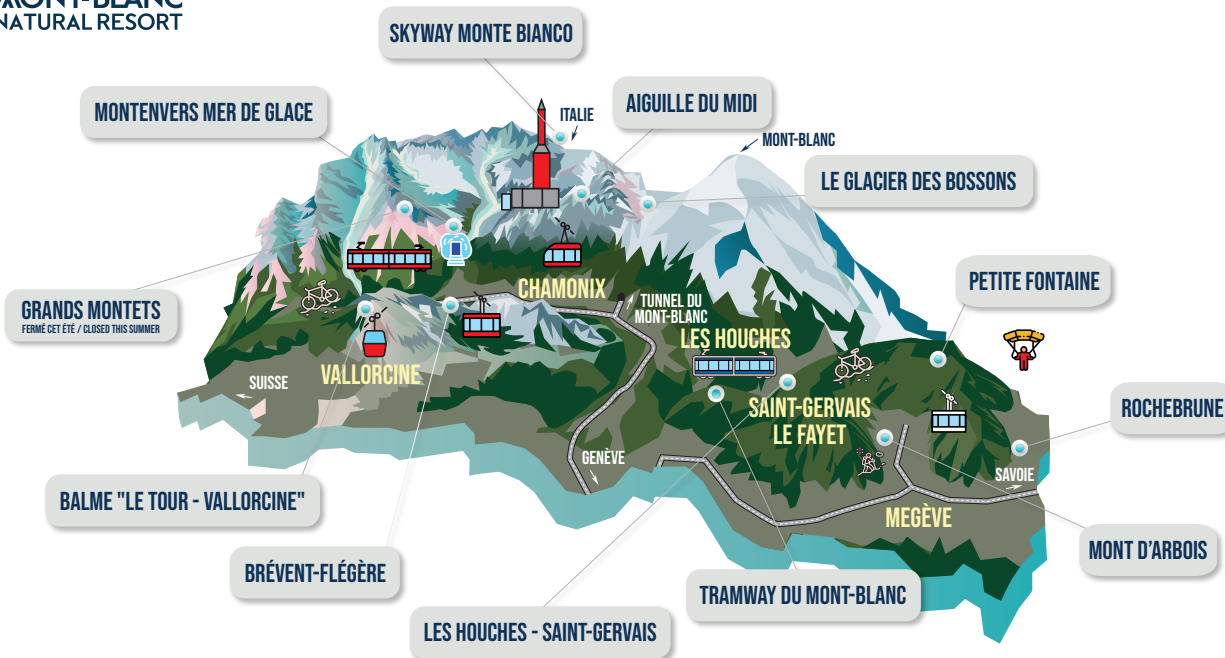 MONT-BLANC
NATURAL RESORT
SKYWAY MONTE BIANCO
MONTENVERS MER DE GLACE
AIGUILLE DU MIDI
ITALIE
MONT-BLANC
LE GLACIER DES BOSSONS
PETITE FONTAINE
GRANDS MONTETS
FERMÉ CET ÉTÉ / CLOSED THIS SUMMER
CHAMONIX
TUNNEL DU
MONT-BLANC
LES HOUCHES
VALLORCINE
SUISSE
SAINT-GERVAIS
LE FAYET
ROCHEBRUNE
GENÈVE
SAVOIE
BALME "LE TOUR - VALLORCINE"
MEGÈVE
MONT D'ARBOIS
BRÉVENT-FLÉGÈRE
TRAMWAY DU MONT-BLANC
LES HOUCHES - SAINT-GERVAIS